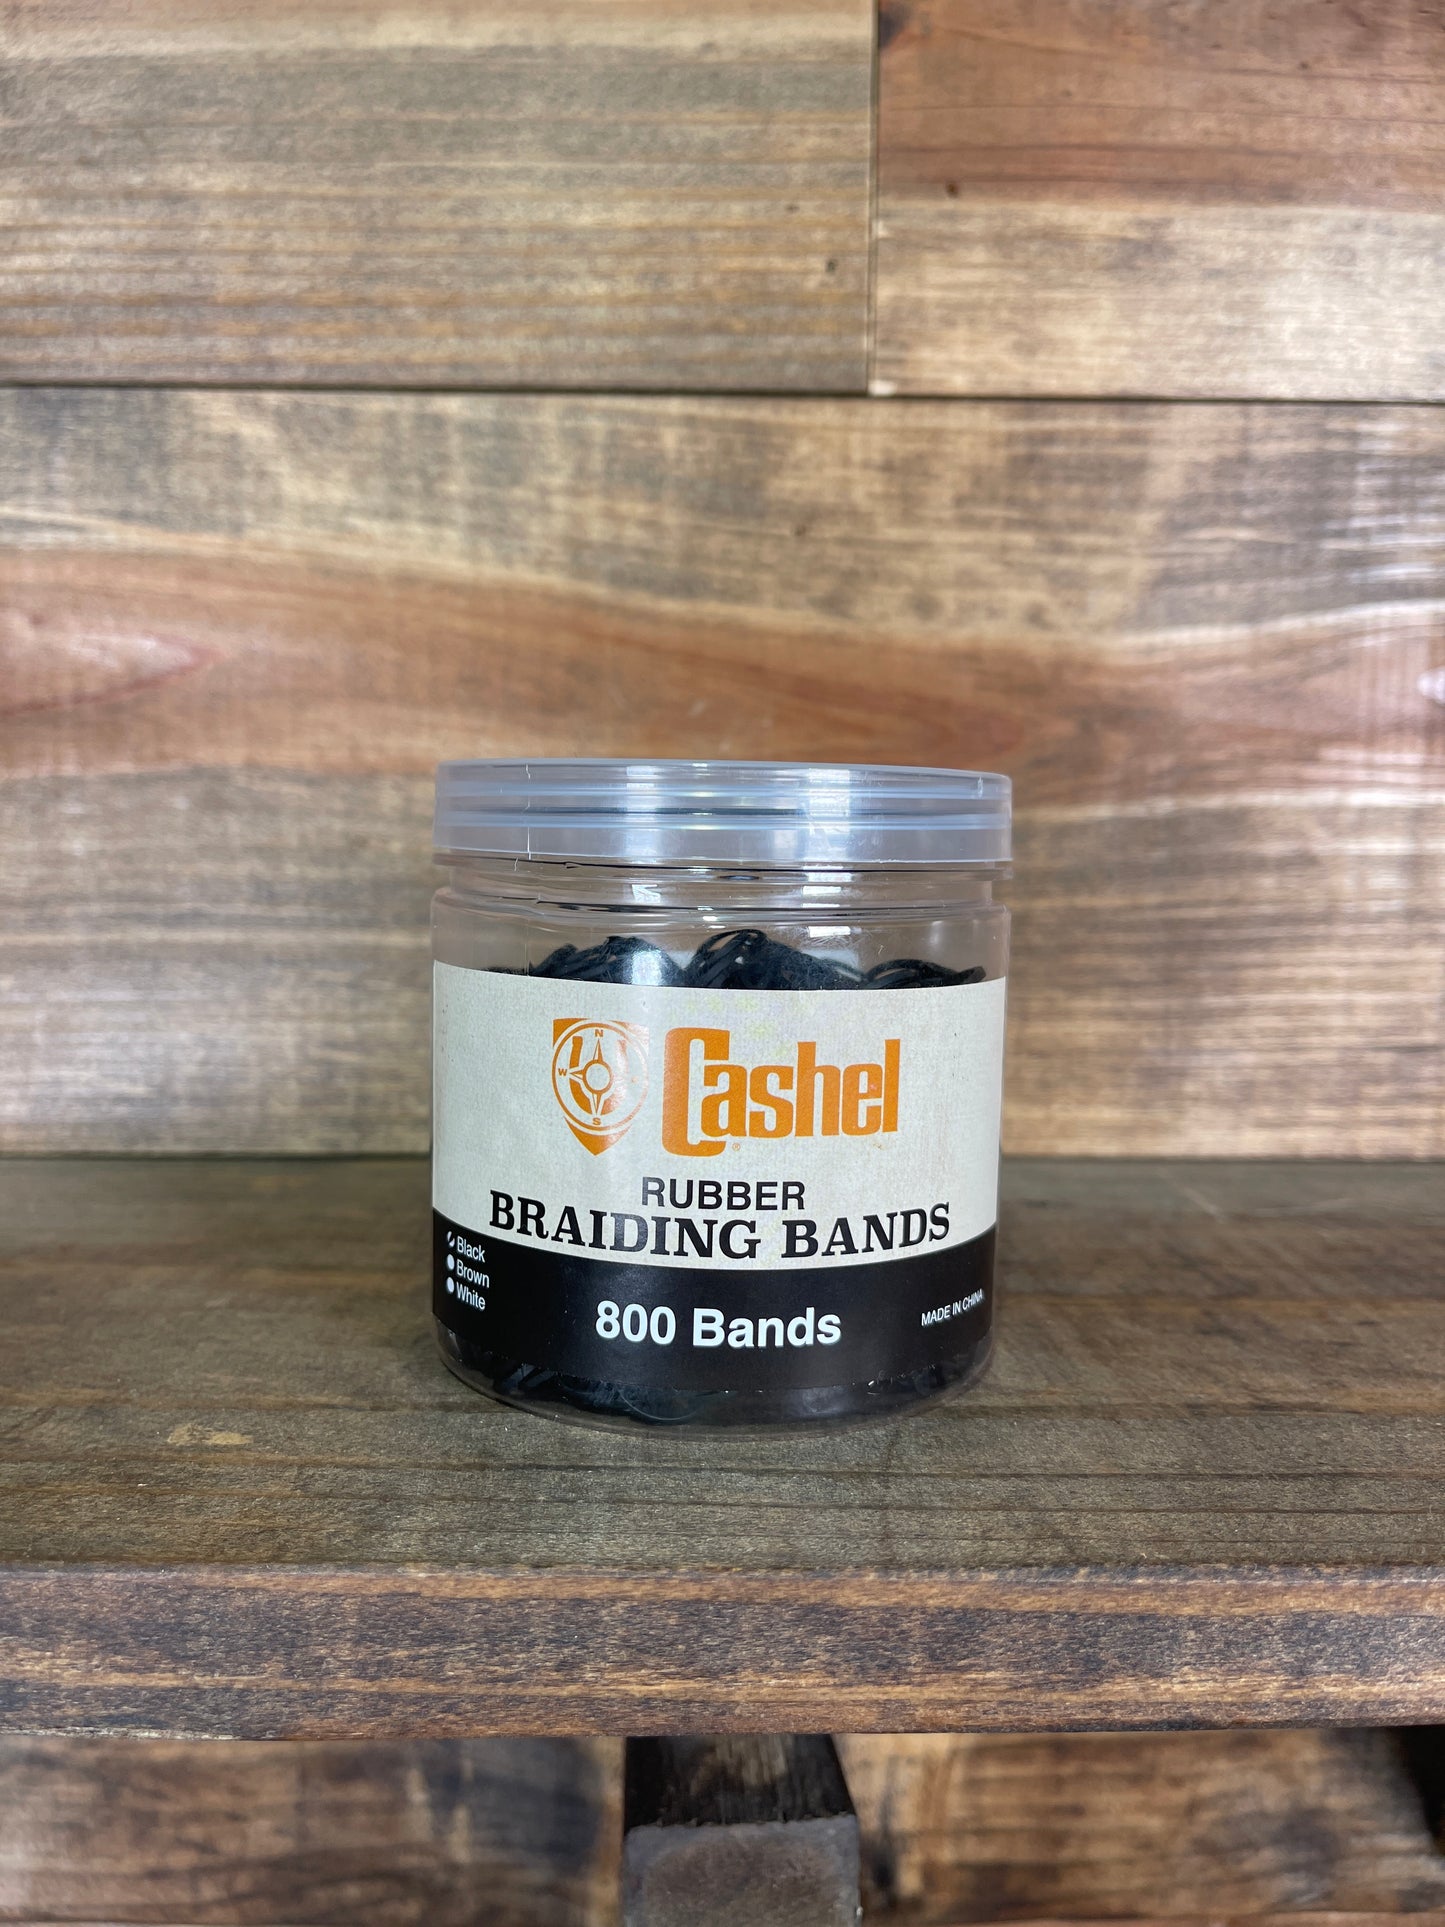 N
W
S
Cashel®
RUBBER
BRAIDING BANDS
Black
Brown
White
800 Bands
MADE IN CHINA